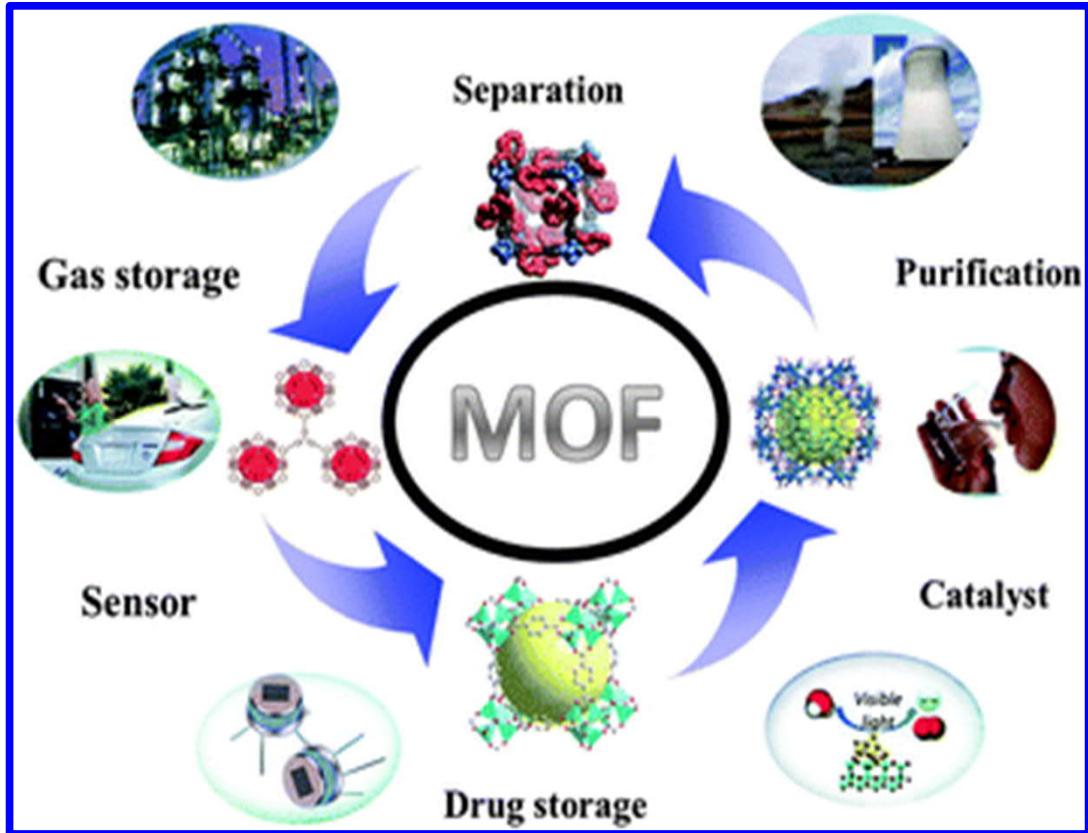 Separation
Gas storage
Purification
MOF
Sensor
Catalyst
Visible
light
Drug storage